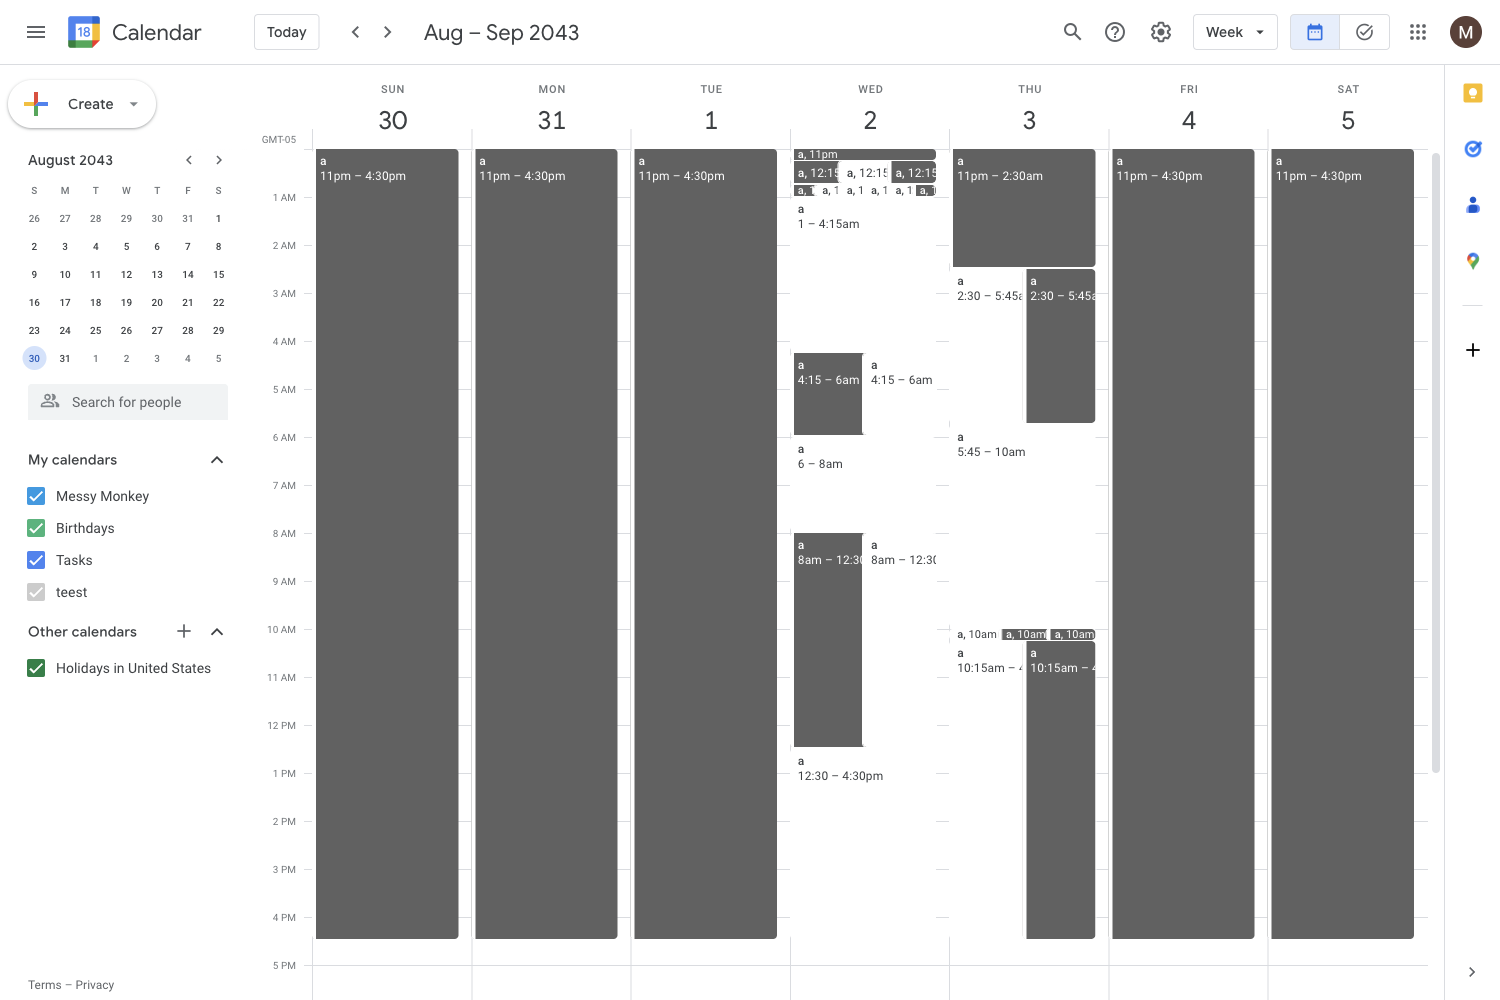 18 Calendar Today Aug – Sep 2043 Week M
Create
August 2043
S M T W T F S
26 27 28 29 30 31 1
2 3 4 5 6 7 8
9 10 11 12 13 14 15
16 17 18 19 20 21 22
23 24 25 26 27 28 29
30 31 1 2 3 4 5
Search for people
My calendars
Messy Monkey
Birthdays
Tasks
teest
Other calendars
Holidays in United States
Terms – Privacy
SUN MON TUE WED THU FRI SAT
30 31 1 2 3 4 5
GMT-05
1 AM
2 AM
3 AM
4 AM
5 AM
6 AM
7 AM
8 AM
9 AM
10 AM
11 AM
12 PM
1 PM
2 PM
3 PM
4 PM
5 PM
a
11pm – 4:30pm
a
11pm – 4:30pm
a
11pm – 4:30pm
a, 11pm
a, 12:15 a, 12:15 a, 12:15
a, 1 a, 1 a, 1 a, 1 a, 1 a, 1
a
1 – 4:15am
a
4:15 – 6am
a
4:15 – 6am
a
6 – 8am
a
8am – 12:30
a
8am – 12:30
a
12:30 – 4:30pm
a
11pm – 2:30am
a
2:30 – 5:45a
a
2:30 – 5:45a
a
5:45 – 10am
a, 10am a, 10am a, 10am
a
10:15am – 4
a
10:15am – 4
a
11pm – 4:30pm
a
11pm – 4:30pm